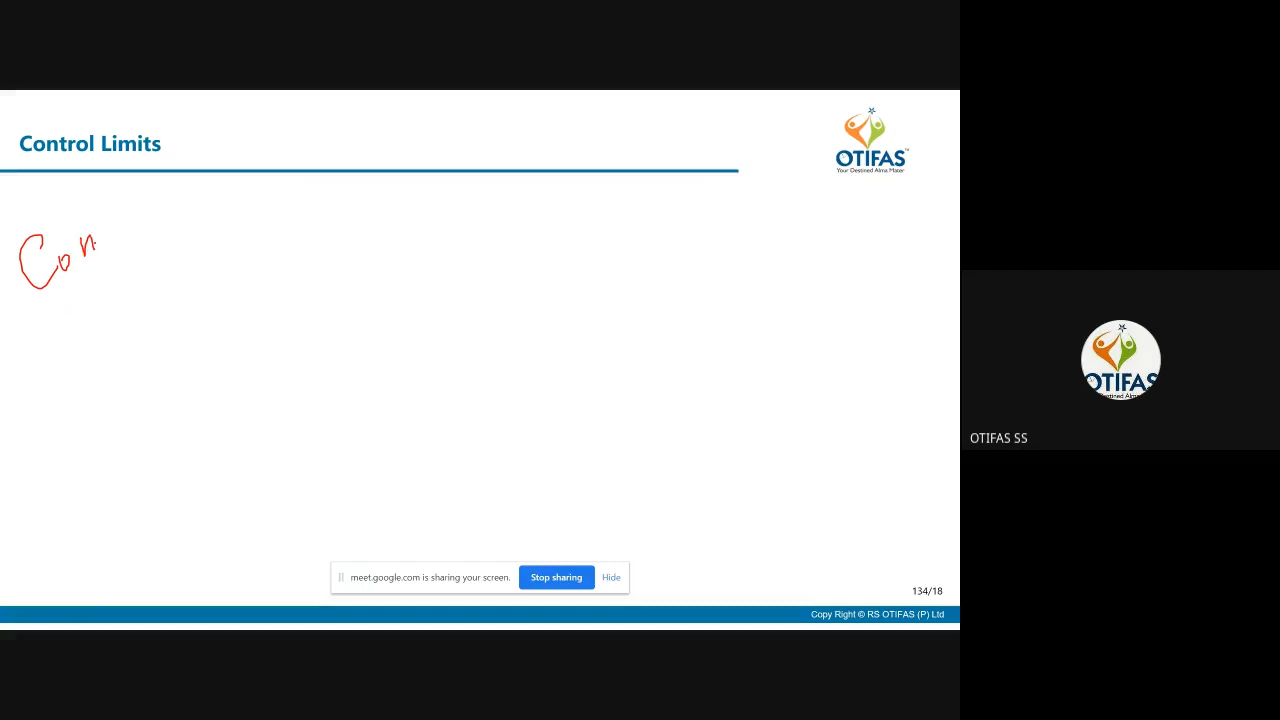 Control Limits
OTIFAS™
Your Destined Alma Mater
Con
OTIFAS
OTIFAS SS
meet.google.com is sharing your screen.
Stop sharing
Hide
134/18
Copy Right © RS OTIFAS (P) Ltd